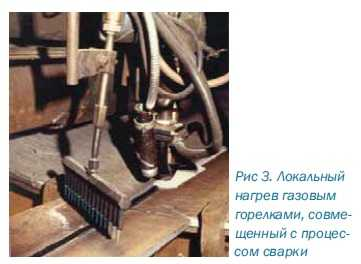 Рис 3. Локальный
нагрев газовым
горелками, совме-
щенный с процес-
сом сварки